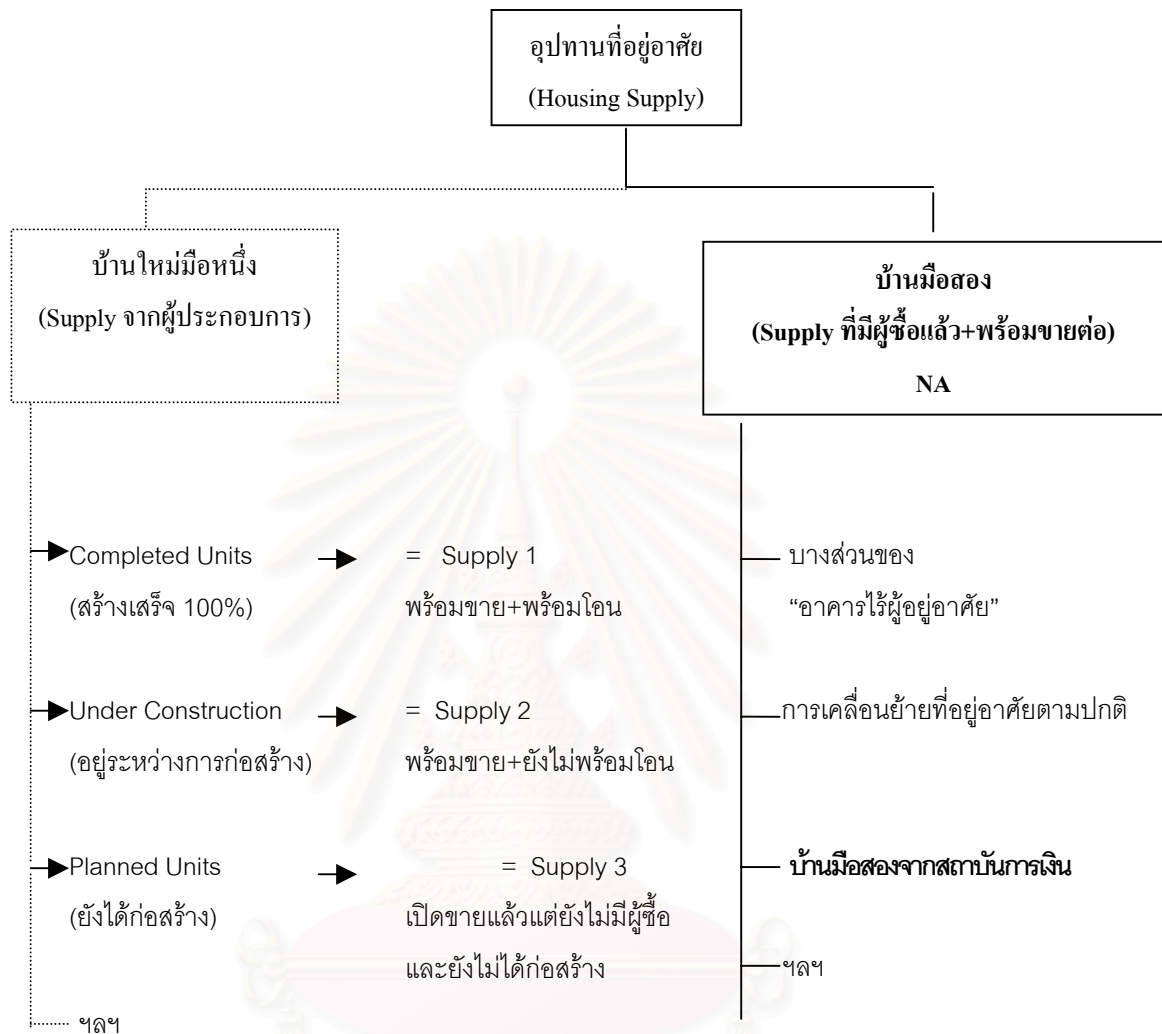 อุปทานที่อยู่อาศัย
(Housing Supply)
บ้านใหม่มือหนึ่ง
(Supply จากผู้ประกอบการ)
บ้านมือสอง
(Supply ที่มีผู้ซื้อแล้ว+พร้อมขายต่อ)
NA
Completed Units
(สร้างเสร็จ 100%)
= Supply 1
พร้อมขาย+พร้อมโอน
Under Construction
(อยู่ระหว่างการก่อสร้าง)
= Supply 2
พร้อมขาย+ยังไม่พร้อมโอน
Planned Units
(ยังได้ก่อสร้าง)
= Supply 3
เปิดขายแล้วแต่ยังไม่มีผู้ซื้อ
และยังไม่ได้ก่อสร้าง
ฯลฯ
บางส่วนของ
“อาคารไร้ผู้อยู่อาศัย”
การเคลื่อนย้ายที่อยู่อาศัยตามปกติ
บ้านมือสองจากสถาบันการเงิน
ฯลฯ